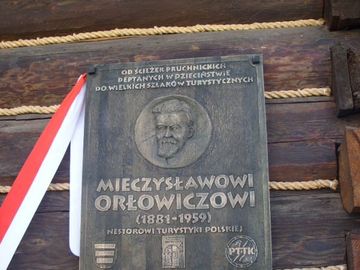 OD ŚCIEŻEK PRUCHNICKICH
DEPTANYCH W DZIECIŃSTWIE
DO WIELKICH SZLAKÓW TURYSTYCZNYCH
MIECZYSŁAWOWI
ORŁOWICZOWI
(1881-1959)
NESTOROWI TURYSTYKI POLSKIEJ
PTTK